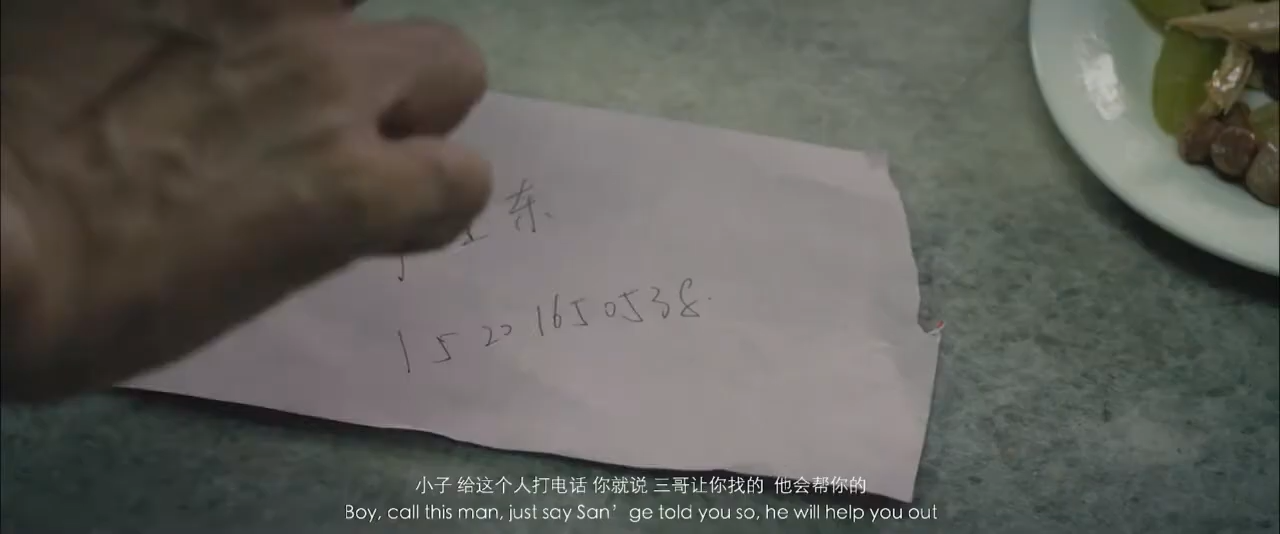 东
15201650538
小子 给这个人打电话 你就说 三哥让你找的 他会帮你的
Boy, call this man, just say San' ge told you so, he will help you out